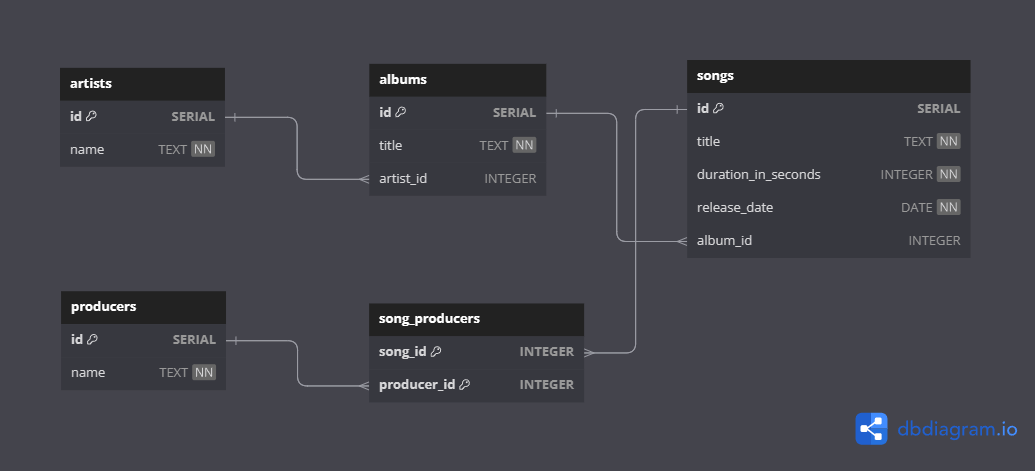 artists
id SERIAL
name TEXT NN
albums
id SERIAL
title TEXT NN
artist_id INTEGER
songs
id SERIAL
title TEXT NN
duration_in_seconds INTEGER NN
release_date DATE NN
album_id INTEGER
producers
id SERIAL
name TEXT NN
song_producers
song_id INTEGER
producer_id INTEGER
dbdiagram.io